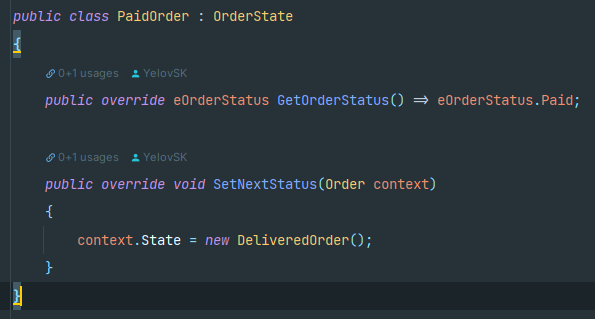 public class PaidOrder : OrderState
{
0+1 usages YelovSK
public override eOrderStatus GetOrderStatus() => eOrderStatus.Paid;
0+1 usages YelovSK
public override void SetNextStatus(Order context)
{
context.State = new DeliveredOrder();
}
}